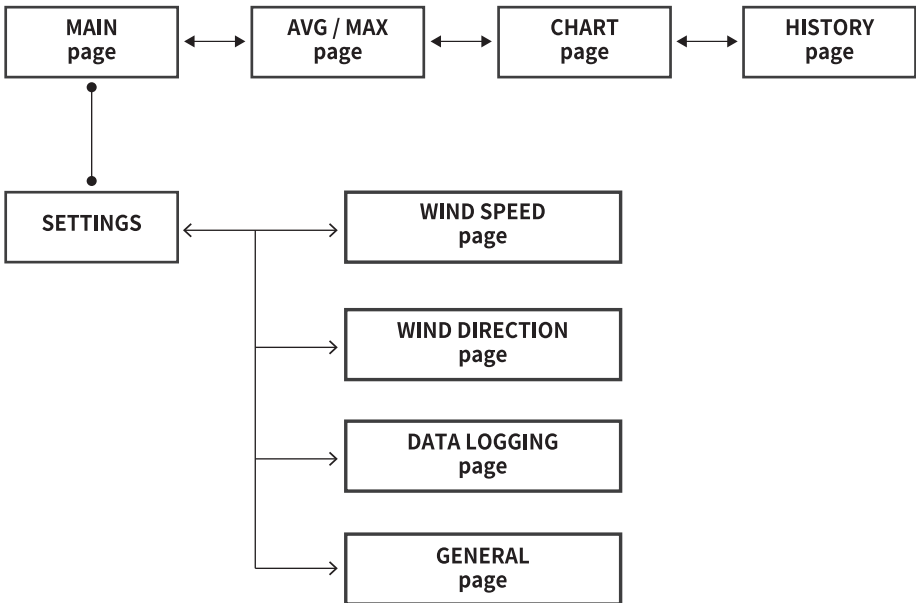 MAIN
page
AVG / MAX
page
CHART
page
HISTORY
page
SETTINGS
WIND SPEED
page
WIND DIRECTION
page
DATA LOGGING
page
GENERAL
page